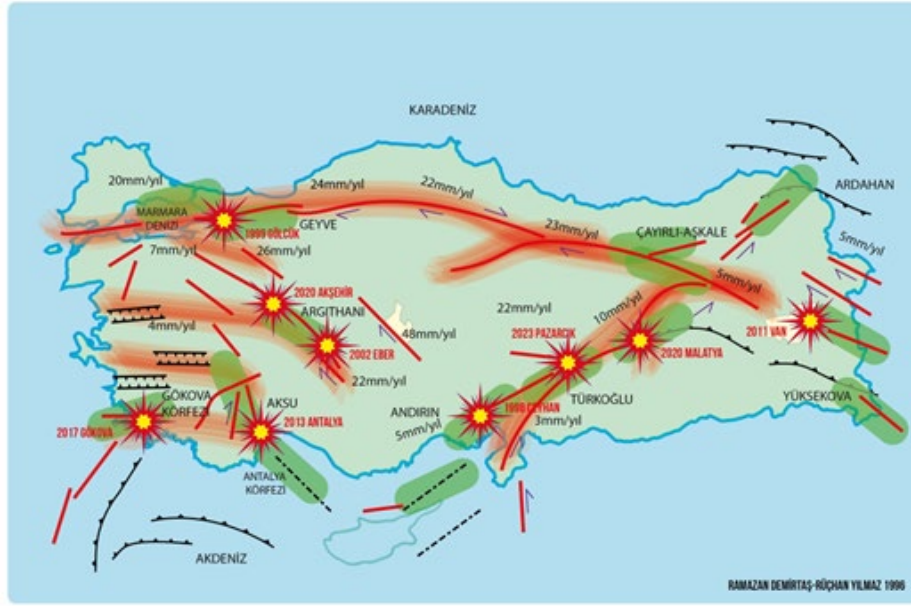 KARADENİZ
ARDAHAN
20mm/yıl
24mm/yıl
22mm/yıl
MARMARA
DENİZİ
1999 GÖLCÜK
GEYVE
23mm/yıl
ÇAYIRLI-AŞKALE
5mm/yıl
7mm/yıl
26mm/yıl
5mm/yıl
2020 AKŞEHİR
ARGITHANI
4mm/yıl
48mm/yıl
22mm/yıl
10mm/yıl
2023 PAZARCIK
2011 VAN
2002 EBER
2020 MALATYA
22mm/yıl
GÖKOVA
KÖRFEZİ
AKSU
ANDIRIN
TÜRKOĞLU
YÜKSEKOVA
1998 CEYHAN
2017 GÖKOVA
2013 ANTALYA
5mm/yıl
3mm/yıl
ANTALYA
KÖRFEZİ
AKDENİZ
RAMAZAN DEMİRTAŞ-RÜÇHAN YILMAZ 1996